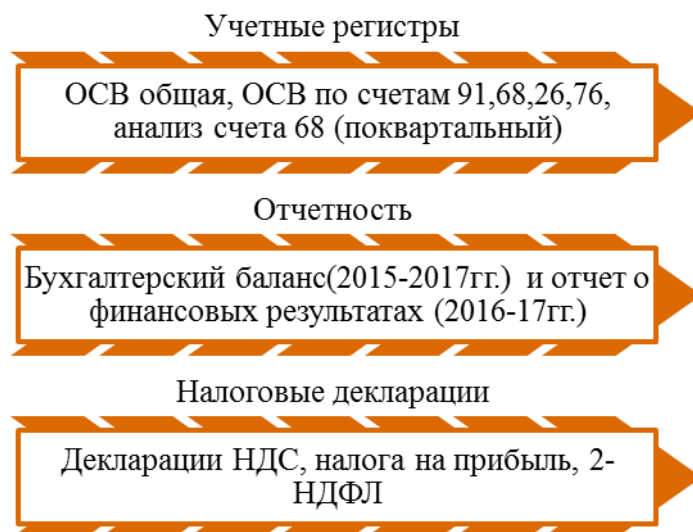 Учетные регистры
ОСВ общая, ОСВ по счетам 91,68,26,76,
анализ счета 68 (поквартальный)
Отчетность
Бухгалтерский баланс(2015-2017гг.) и отчет о
финансовых результатах (2016-17гг.)
Налоговые декларации
Декларации НДС, налога на прибыль, 2-
НДФЛ